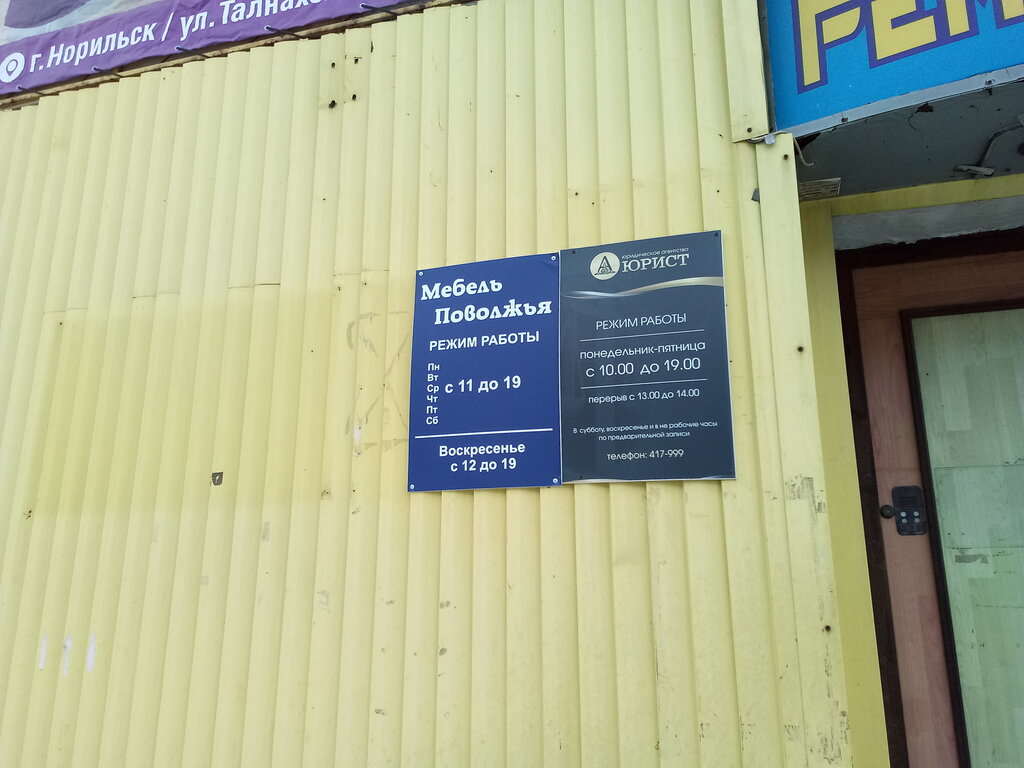 г. Норильск / ул. Талнах
РЕМ
Мебель
Поволжья
РЕЖИМ РАБОТЫ
Пн
Вт
Ср с 11 до 19
Чт
Пт
Сб
Воскресенье
с 12 до 19
юридическое агентство
ЮРИСТ
РЕЖИМ РАБОТЫ
понедельник-пятница
с 10.00 до 19.00
перерыв с 13.00 до 14.00
В субботу, воскресенье и в не рабочие часы
по предварительной записи
телефон: 417-999